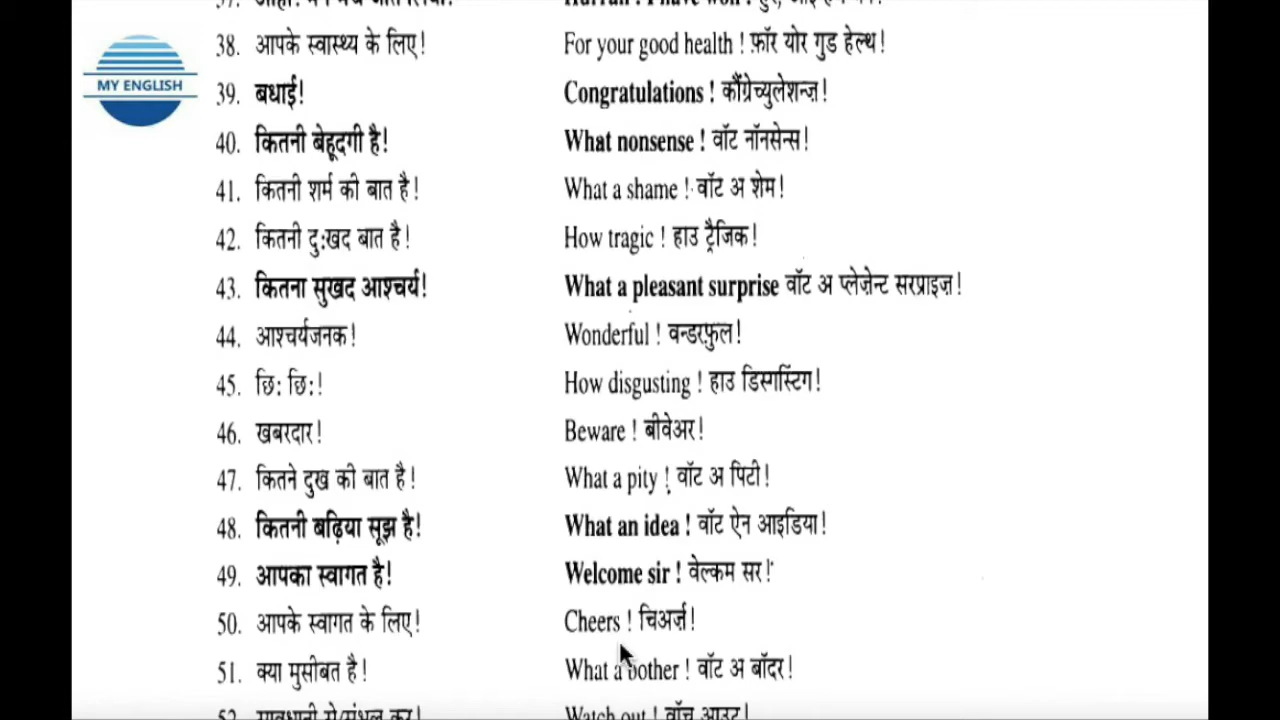 MY ENGLISH
38. आपके स्वास्थ्य के लिए! For your good health ! फ़ॉर योर गुड हेल्थ!
39. बधाई! Congratulations ! कौंग्रेच्युलेशन्ज़!
40. कितनी बेहूदगी है! What nonsense ! वॉट नॉनसेन्स!
41. कितनी शर्म की बात है! What a shame ! वॉट अ शेम!
42. कितनी दुःखद बात है! How tragic ! हाउ ट्रैजिक!
43. कितना सुखद आश्चर्य! What a pleasant surprise वॉट अ प्लेज़ेन्ट सरप्राइज़!
44. आश्चर्यजनक! Wonderful ! वन्डरफ़ुल!
45. छिः छिः! How disgusting ! हाउ डिस्गस्टिंग!
46. खबरदार! Beware ! बीवेअर!
47. कितने दुख की बात है! What a pity ! वॉट अ पिटी!
48. कितनी बढ़िया सूझ है! What an idea ! वॉट ऐन आइडिया!
49. आपका स्वागत है! Welcome sir ! वेल्कम सर!
50. आपके स्वागत के लिए! Cheers ! चिअर्ज़!
51. क्या मुसीबत है! What a bother ! वॉट अ बॉदर!
52. Watch out ! वॉच आउट!